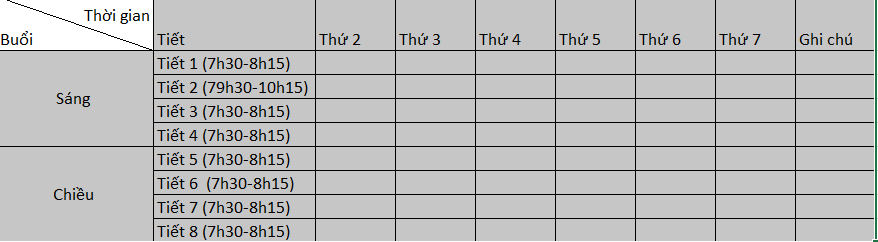 Thời gian
Buổi Tiết Thứ 2 Thứ 3 Thứ 4 Thứ 5 Thứ 6 Thứ 7 Ghi chú
Sáng
Tiết 1 (7h30-8h15)
Tiết 2 (79h30-10h15)
Tiết 3 (7h30-8h15)
Tiết 4 (7h30-8h15)
Chiều
Tiết 5 (7h30-8h15)
Tiết 6  (7h30-8h15)
Tiết 7 (7h30-8h15)
Tiết 8 (7h30-8h15)